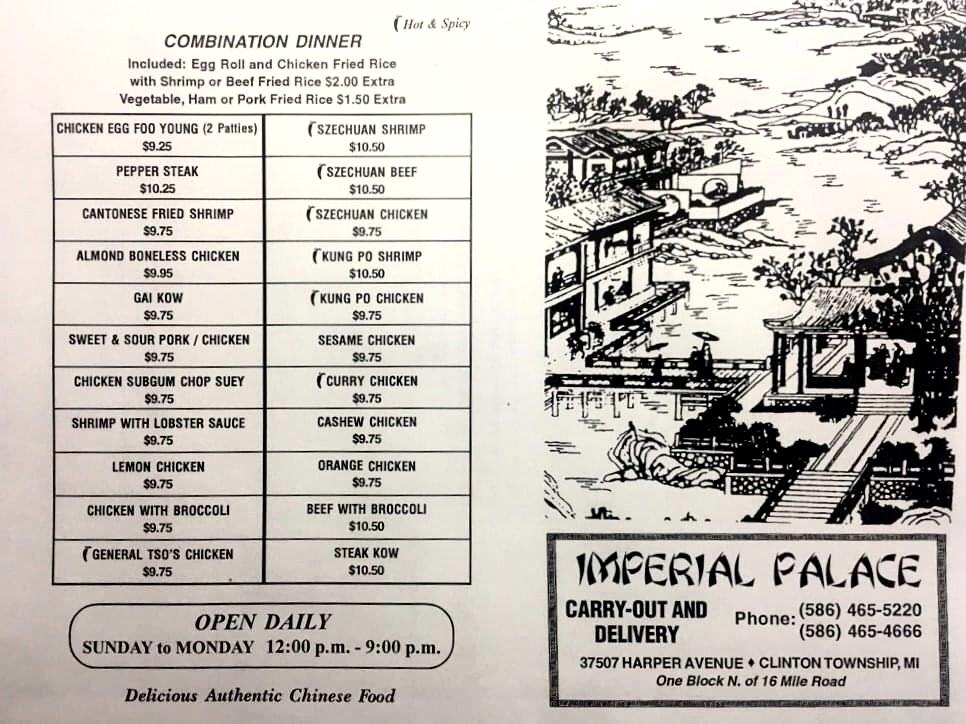 Hot & Spicy
COMBINATION DINNER
Included: Egg Roll and Chicken Fried Rice
with Shrimp or Beef Fried Rice $2.00 Extra
Vegetable, Ham or Pork Fried Rice $1.50 Extra
CHICKEN EGG FOO YOUNG (2 Patties)
$9.25
PEPPER STEAK
$10.25
CANTONESE FRIED SHRIMP
$9.75
ALMOND BONELESS CHICKEN
$9.95
GAI KOW
$9.75
SWEET & SOUR PORK / CHICKEN
$9.75
CHICKEN SUBGUM CHOP SUEY
$9.75
SHRIMP WITH LOBSTER SAUCE
$9.75
LEMON CHICKEN
$9.75
CHICKEN WITH BROCCOLI
$9.75
GENERAL TSO'S CHICKEN
$9.75
SZECHUAN SHRIMP
$10.50
SZECHUAN BEEF
$10.50
SZECHUAN CHICKEN
$9.75
KUNG PO SHRIMP
$10.50
KUNG PO CHICKEN
$9.75
SESAME CHICKEN
$9.75
CURRY CHICKEN
$9.75
CASHEW CHICKEN
$9.75
ORANGE CHICKEN
$9.75
BEEF WITH BROCCOLI
$10.50
STEAK KOW
$10.50
OPEN DAILY
SUNDAY to MONDAY 12:00 p.m. - 9:00 p.m.
Delicious Authentic Chinese Food
IMPERIAL PALACE
CARRY-OUT AND
DELIVERY
Phone: (586) 465-5220
(586) 465-4666
37507 HARPER AVENUE ♦ CLINTON TOWNSHIP, MI
One Block N. of 16 Mile Road